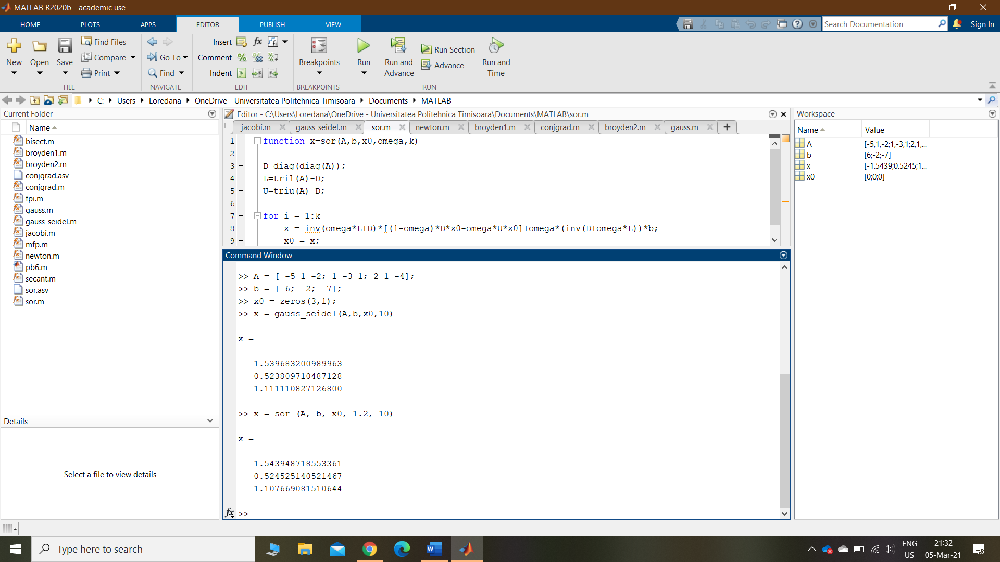 MATLAB R2020b - academic use
HOME PLOTS APPS EDITOR PUBLISH VIEW
Search Documentation
Sign In
New
Open
Save
Find Files
Compare
Print
FILE
Go To
Find
NAVIGATE
Insert
Comment
Indent
EDIT
Breakpoints
BREAKPOINTS
Run
Run and
Advance
Run Section
Advance
Run and
Time
RUN
C: Users Loredana OneDrive - Universitatea Politehnica Timisoara Documents MATLAB
Current Folder
Name
bisect.m
broyden1.m
broyden2.m
conjgrad.asv
conjgrad.m
fpi.m
gauss.m
gauss_seidel.m
jacobi.m
mfp.m
newton.m
pb6.m
secant.m
sor.asv
sor.m
Details
Select a file to view details
Editor - C:\Users\Loredana\OneDrive - Universitatea Politehnica Timisoara\Documents\MATLAB\sor.m
jacobi.m gauss_seidel.m sor.m newton.m broyden1.m conjgrad.m broyden2.m gauss.m
1 function x=sor(A,b,x0,omega,k)
2
3 D=diag(diag(A));
4 L=tril(A)-D;
5 U=triu(A)-D;
6
7 for i = 1:k
8 x = inv(omega*L+D)*[(1-omega)*D*x0-omega*U*x0]+omega*(inv(D+omega*L))*b;
9 x0 = x;
Command Window
>> A = [ -5 1 -2; 1 -3 1; 2 1 -4];
>> b = [ 6; -2; -7];
>> x0 = zeros(3,1);
>> x = gauss_seidel(A,b,x0,10)
x =
-1.539683200989963
0.523809710487128
1.111110827126800
>> x = sor (A, b, x0, 1.2, 10)
x =
-1.543948718553361
0.524525140521467
1.107669081510644
fx >>
Workspace
Name Value
A [-5,1,-2;1,-3,1;2,1,...
b [6;-2;-7]
x [-1.5439;0.5245;1...
x0 [0;0;0]
Type here to search
ENG
US
21:32
05-Mar-21